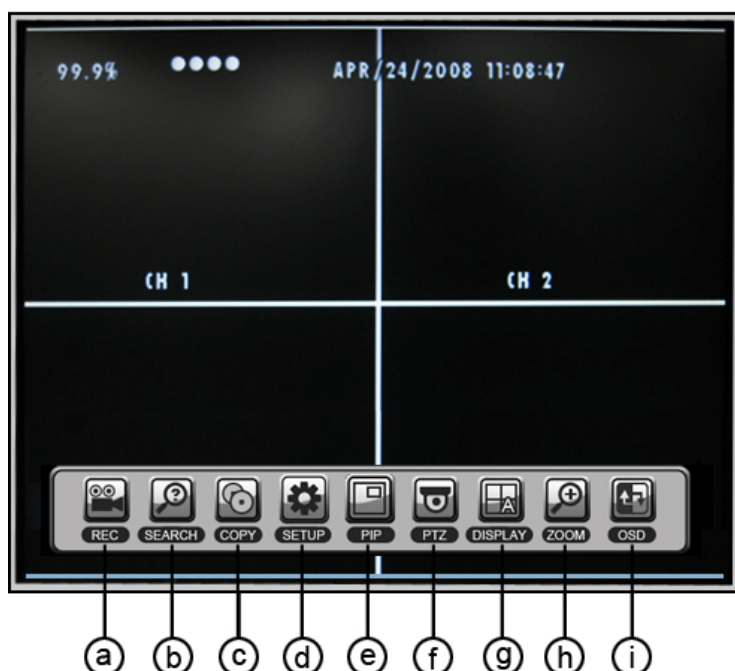 99.9% APR/24/2008 11:08:47
CH 1 CH 2
REC SEARCH COPY SETUP PIP PTZ DISPLAY ZOOM OSD
a b c d e f g h i